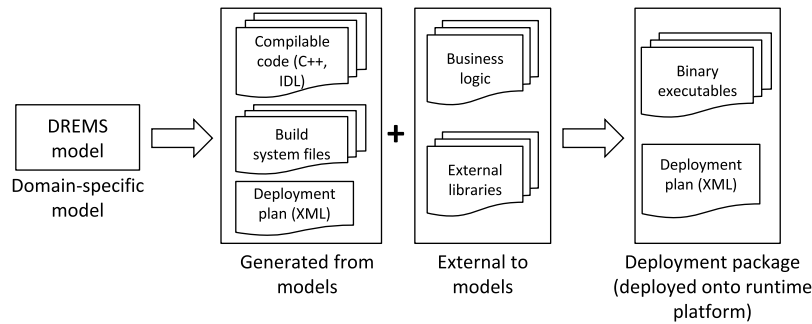 DREMS
model
Domain-specific
model
Compilable
code (C++,
IDL)
Build
system files
Deployment
plan (XML)
Generated from
models
+
Business
logic
External
libraries
External to
models
Binary
executables
Deployment
plan (XML)
Deployment package
(deployed onto runtime
platform)